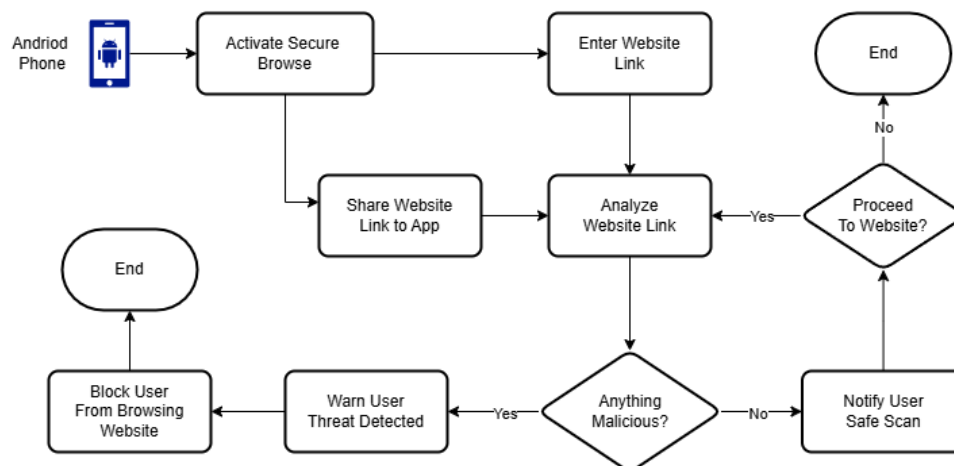 Andriod
Phone
Activate Secure
Browse
Enter Website
Link
End
No
Share Website
Link to App
Analyze
Website Link
Yes
Proceed
To Website?
End
Block User
From Browsing
Website
Warn User
Threat Detected
Yes
Anything
Malicious?
No
Notify User
Safe Scan